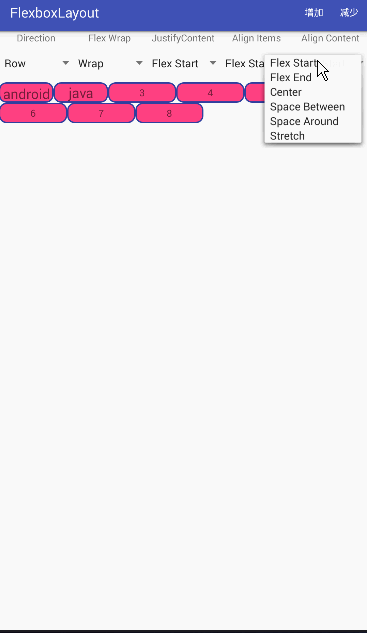 FlexboxLayout 增加 减少
Direction Flex Wrap JustifyContent Align Items Align Content
Row Wrap Flex Start Flex Sta
Flex Start
Flex End
Center
Space Between
Space Around
Stretch
android java 3 4
6 7 8